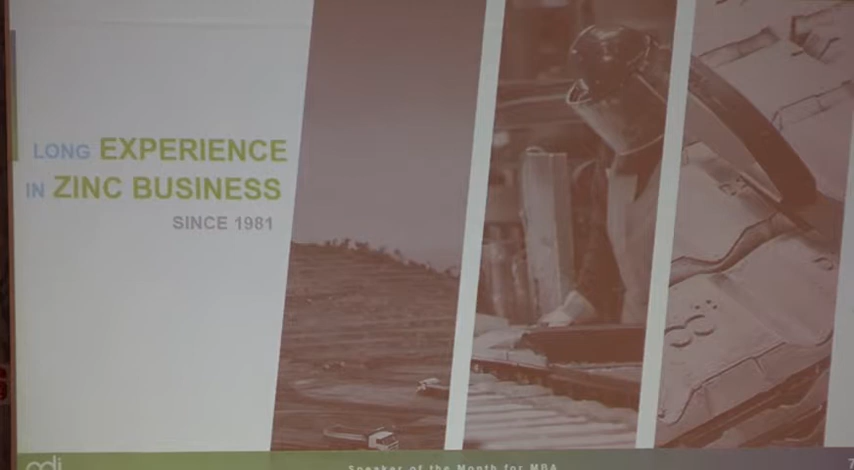 LONG EXPERIENCE
IN ZINC BUSINESS
SINCE 1981
Speaker of the Month for MBA